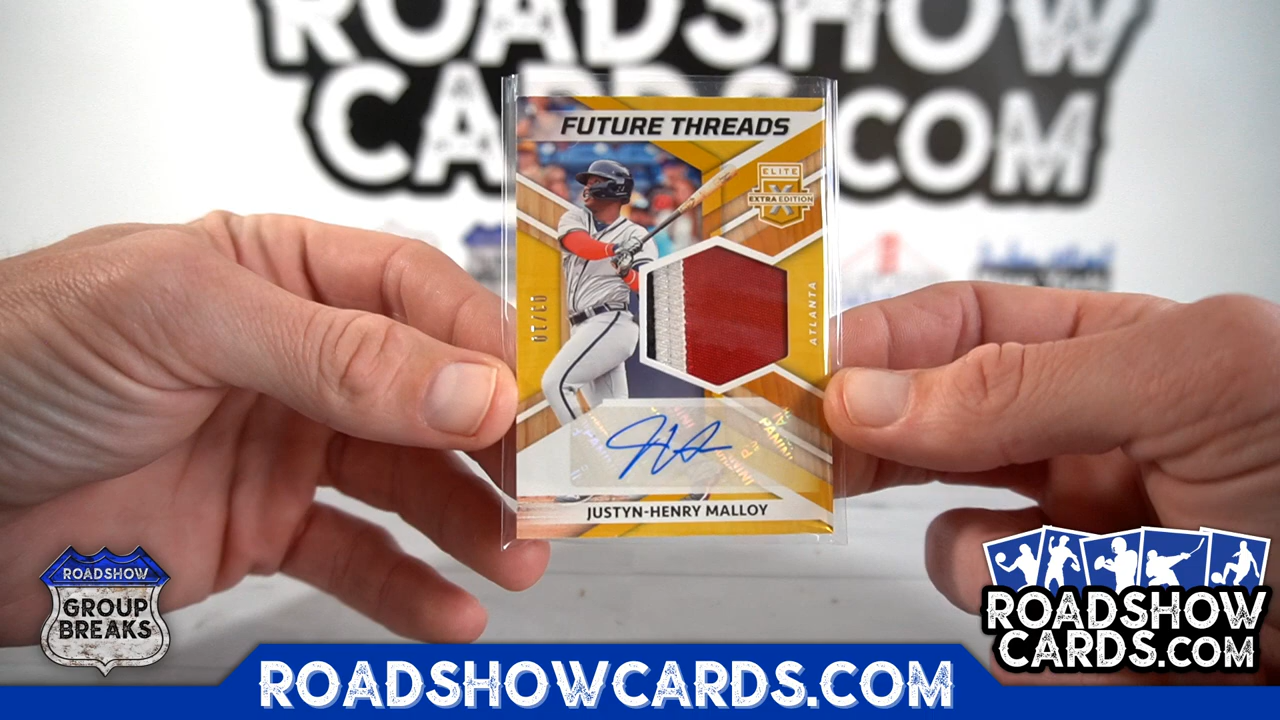 ROADSHOW
CARDS.COM
FUTURE THREADS
ELITE
X
EXTRA EDITION
ATLANTA
PANINI
JUSTYN-HENRY MALLOY
ROADSHOW
GROUP
BREAKS
ROADSHOW
CARDS.COM
ROADSHOWCARDS.COM